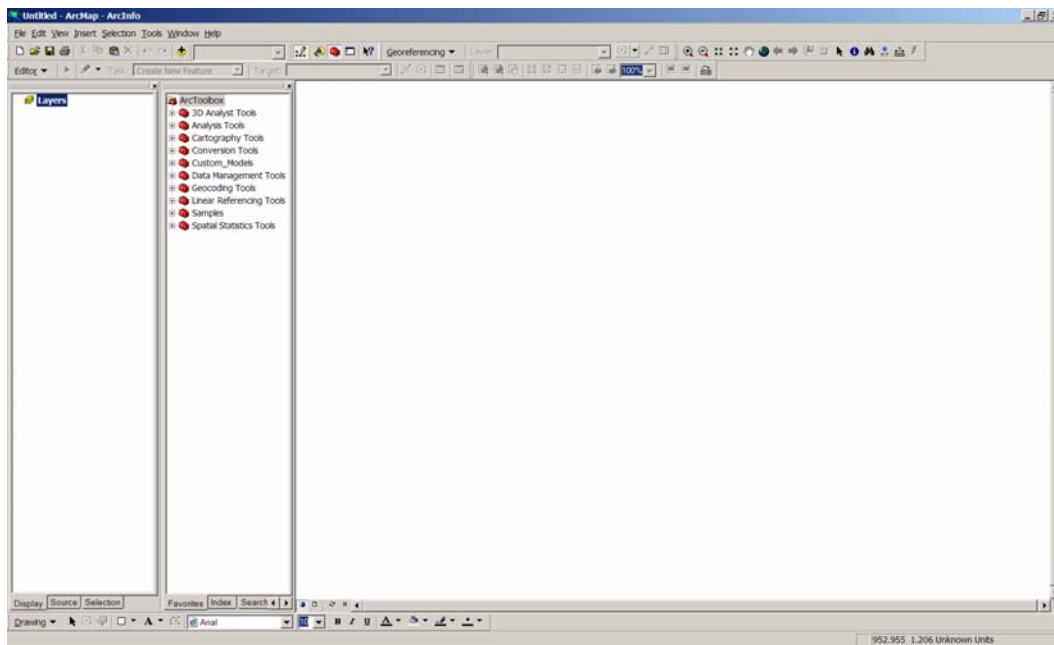 Untitled - ArcMap - ArcInfo
File Edit View Insert Selection Tools Window Help
Georeferencing Layer:
Editor Task: Create New Feature Target: 100%
Layers
ArcToolbox
3D Analyst Tools
Analysis Tools
Cartography Tools
Conversion Tools
Custom_Models
Data Management Tools
Geocoding Tools
Linear Referencing Tools
Samples
Spatial Statistics Tools
Display Source Selection
Favorites Index Search
Drawing A Arial 10 B I U A
952.955 1.206 Unknown Units